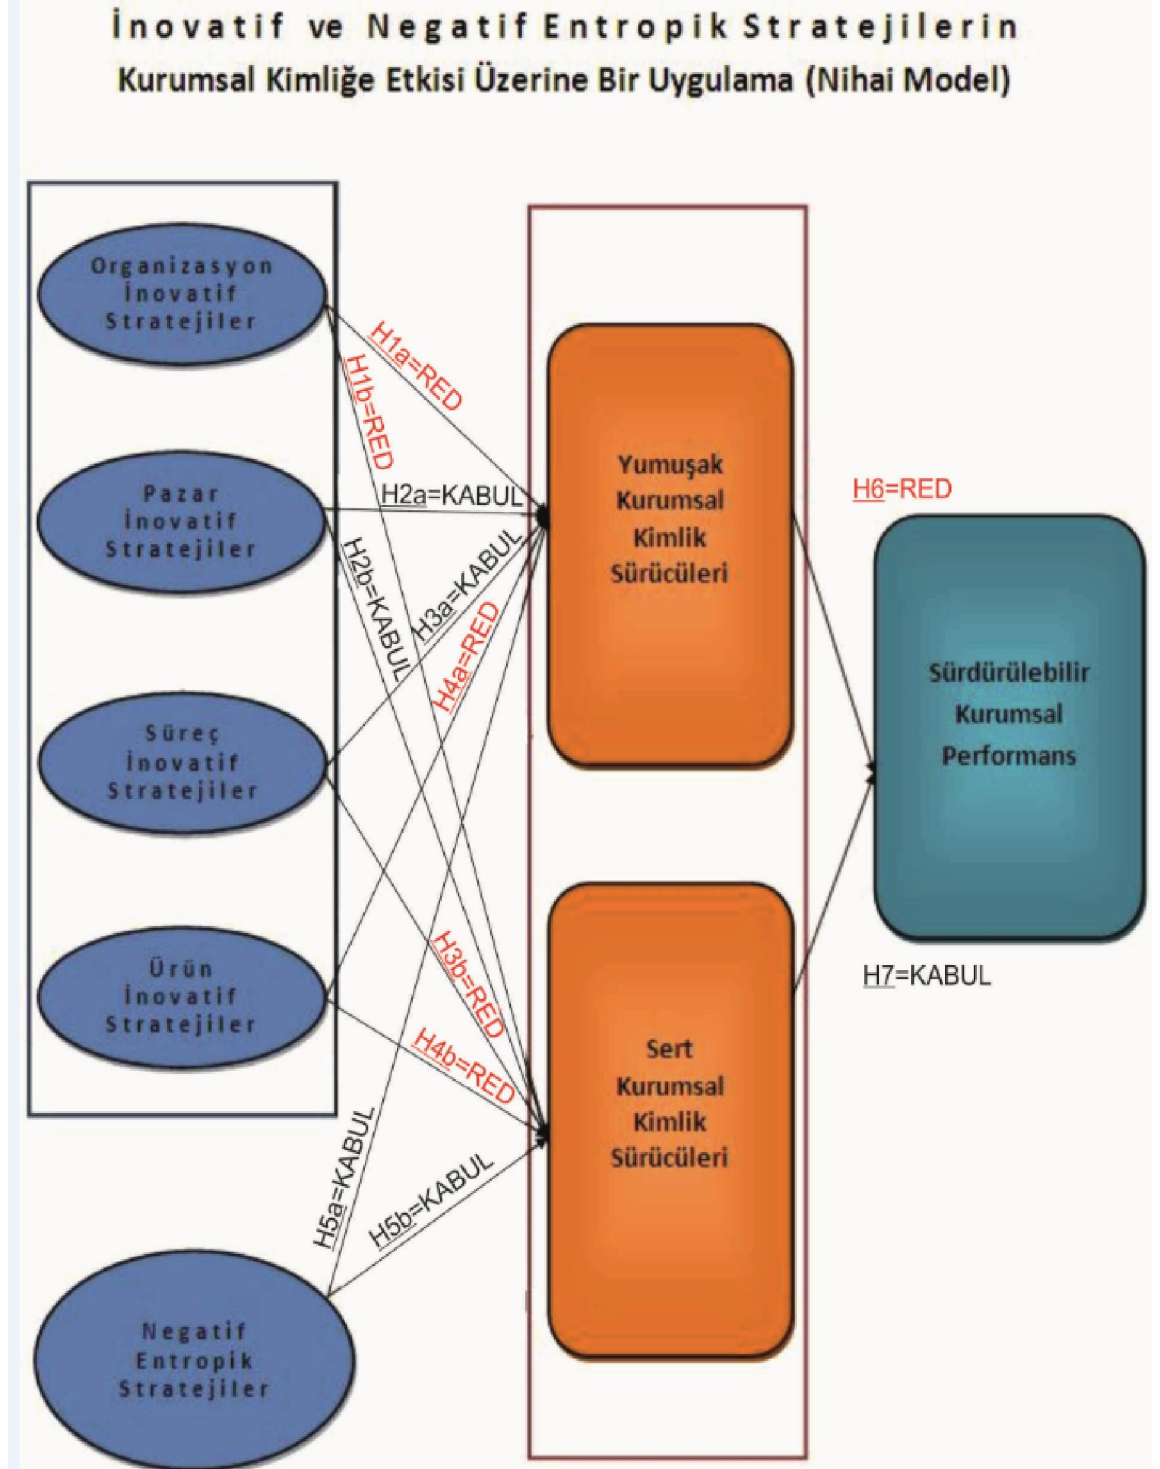 İnovatif ve Negatif Entropik Stratejilerin
Kurumsal Kimliğe Etkisi Üzerine Bir Uygulama (Nihai Model)
Organizasyon
İnovatif
Stratejiler
Pazar
İnovatif
Stratejiler
Süreç
İnovatif
Stratejiler
Ürün
İnovatif
Stratejiler
Negatif
Entropik
Stratejiler
H1a=RED
H1b=RED
H2a=KABUL
H2b=KABUL
H3a=KABUL
H4a=RED
H3b=RED
H4b=RED
H5a=KABUL
H5b=KABUL
Yumuşak
Kurumsal
Kimlik
Sürücüleri
Sert
Kurumsal
Kimlik
Sürücüleri
H6=RED
Sürdürülebilir
Kurumsal
Performans
H7=KABUL